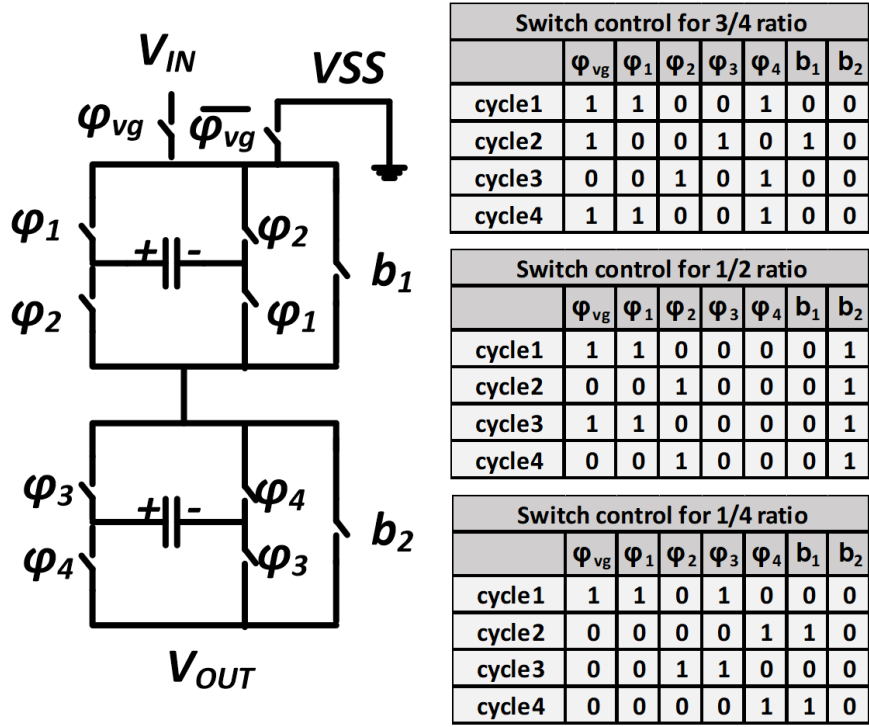 V_IN
VSS
φ_vg
φ_vg̅
φ1
φ2
b1
φ2
φ1
+ -
φ3
φ4
b2
φ4
φ3
+ -
V_OUT
Switch control for 3/4 ratio
φvg φ1 φ2 φ3 φ4 b1 b2
cycle1 1 1 0 0 1 0 0
cycle2 1 0 0 1 0 1 0
cycle3 0 0 1 0 1 0 0
cycle4 1 1 0 0 1 0 0
Switch control for 1/2 ratio
φvg φ1 φ2 φ3 φ4 b1 b2
cycle1 1 1 0 0 0 0 1
cycle2 0 0 1 0 0 0 1
cycle3 1 1 0 0 0 0 1
cycle4 0 0 1 0 0 0 1
Switch control for 1/4 ratio
φvg φ1 φ2 φ3 φ4 b1 b2
cycle1 1 1 0 1 0 0 0
cycle2 0 0 0 0 1 1 0
cycle3 0 0 1 1 0 0 0
cycle4 0 0 0 0 1 1 0